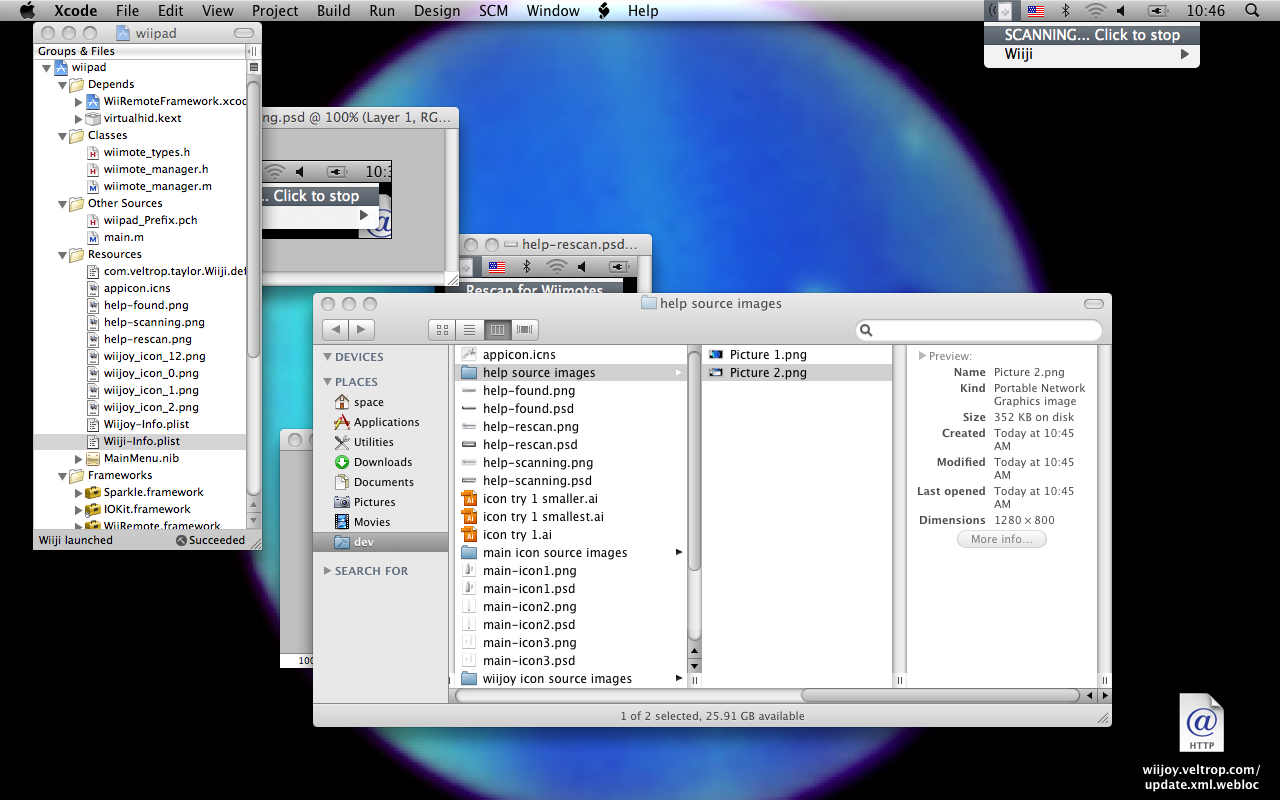 Xcode File Edit View Project Build Run Design SCM Window Help 10:46
SCANNING... Click to stop
Wiiji
wiipad
Groups & Files
wiipad
Depends
WiiRemoteFramework.xcod
virtualhid.kext
Classes
wiimote_types.h
wiimote_manager.h
wiimote_manager.m
Other Sources
wiipad_Prefix.pch
main.m
Resources
com.veltrop.taylor.Wiiji.def
appicon.icns
help-found.png
help-scanning.png
help-rescan.png
wiijoy_icon_12.png
wiijoy_icon_0.png
wiijoy_icon_1.png
wiijoy_icon_2.png
Wiijoy-Info.plist
Wiiji-Info.plist
MainMenu.nib
Frameworks
Sparkle.framework
IOKit.framework
WiiRemote.framework
Wiiji launched Succeeded
ng.psd @ 100% (Layer 1, RG...
10:3
.. Click to stop
@
help-rescan.psd...
Rescan for Wiimotes
100
help source images
DEVICES
PLACES
space
Applications
Utilities
Downloads
Documents
Pictures
Movies
dev
SEARCH FOR
appicon.icns
help source images
help-found.png
help-found.psd
help-rescan.png
help-rescan.psd
help-scanning.png
help-scanning.psd
icon try 1 smaller.ai
icon try 1 smallest.ai
icon try 1.ai
main icon source images
main-icon1.png
main-icon1.psd
main-icon2.png
main-icon2.psd
main-icon3.png
main-icon3.psd
wiijoy icon source images
Picture 1.png
Picture 2.png
Preview:
Name Picture 2.png
Kind Portable Network
Graphics image
Size 352 KB on disk
Created Today at 10:45
AM
Modified Today at 10:45
AM
Last opened Today at 10:45
AM
Dimensions 1280 × 800
More info...
1 of 2 selected, 25.91 GB available
@
HTTP
wiijoy.veltrop.com/
update.xml.webloc